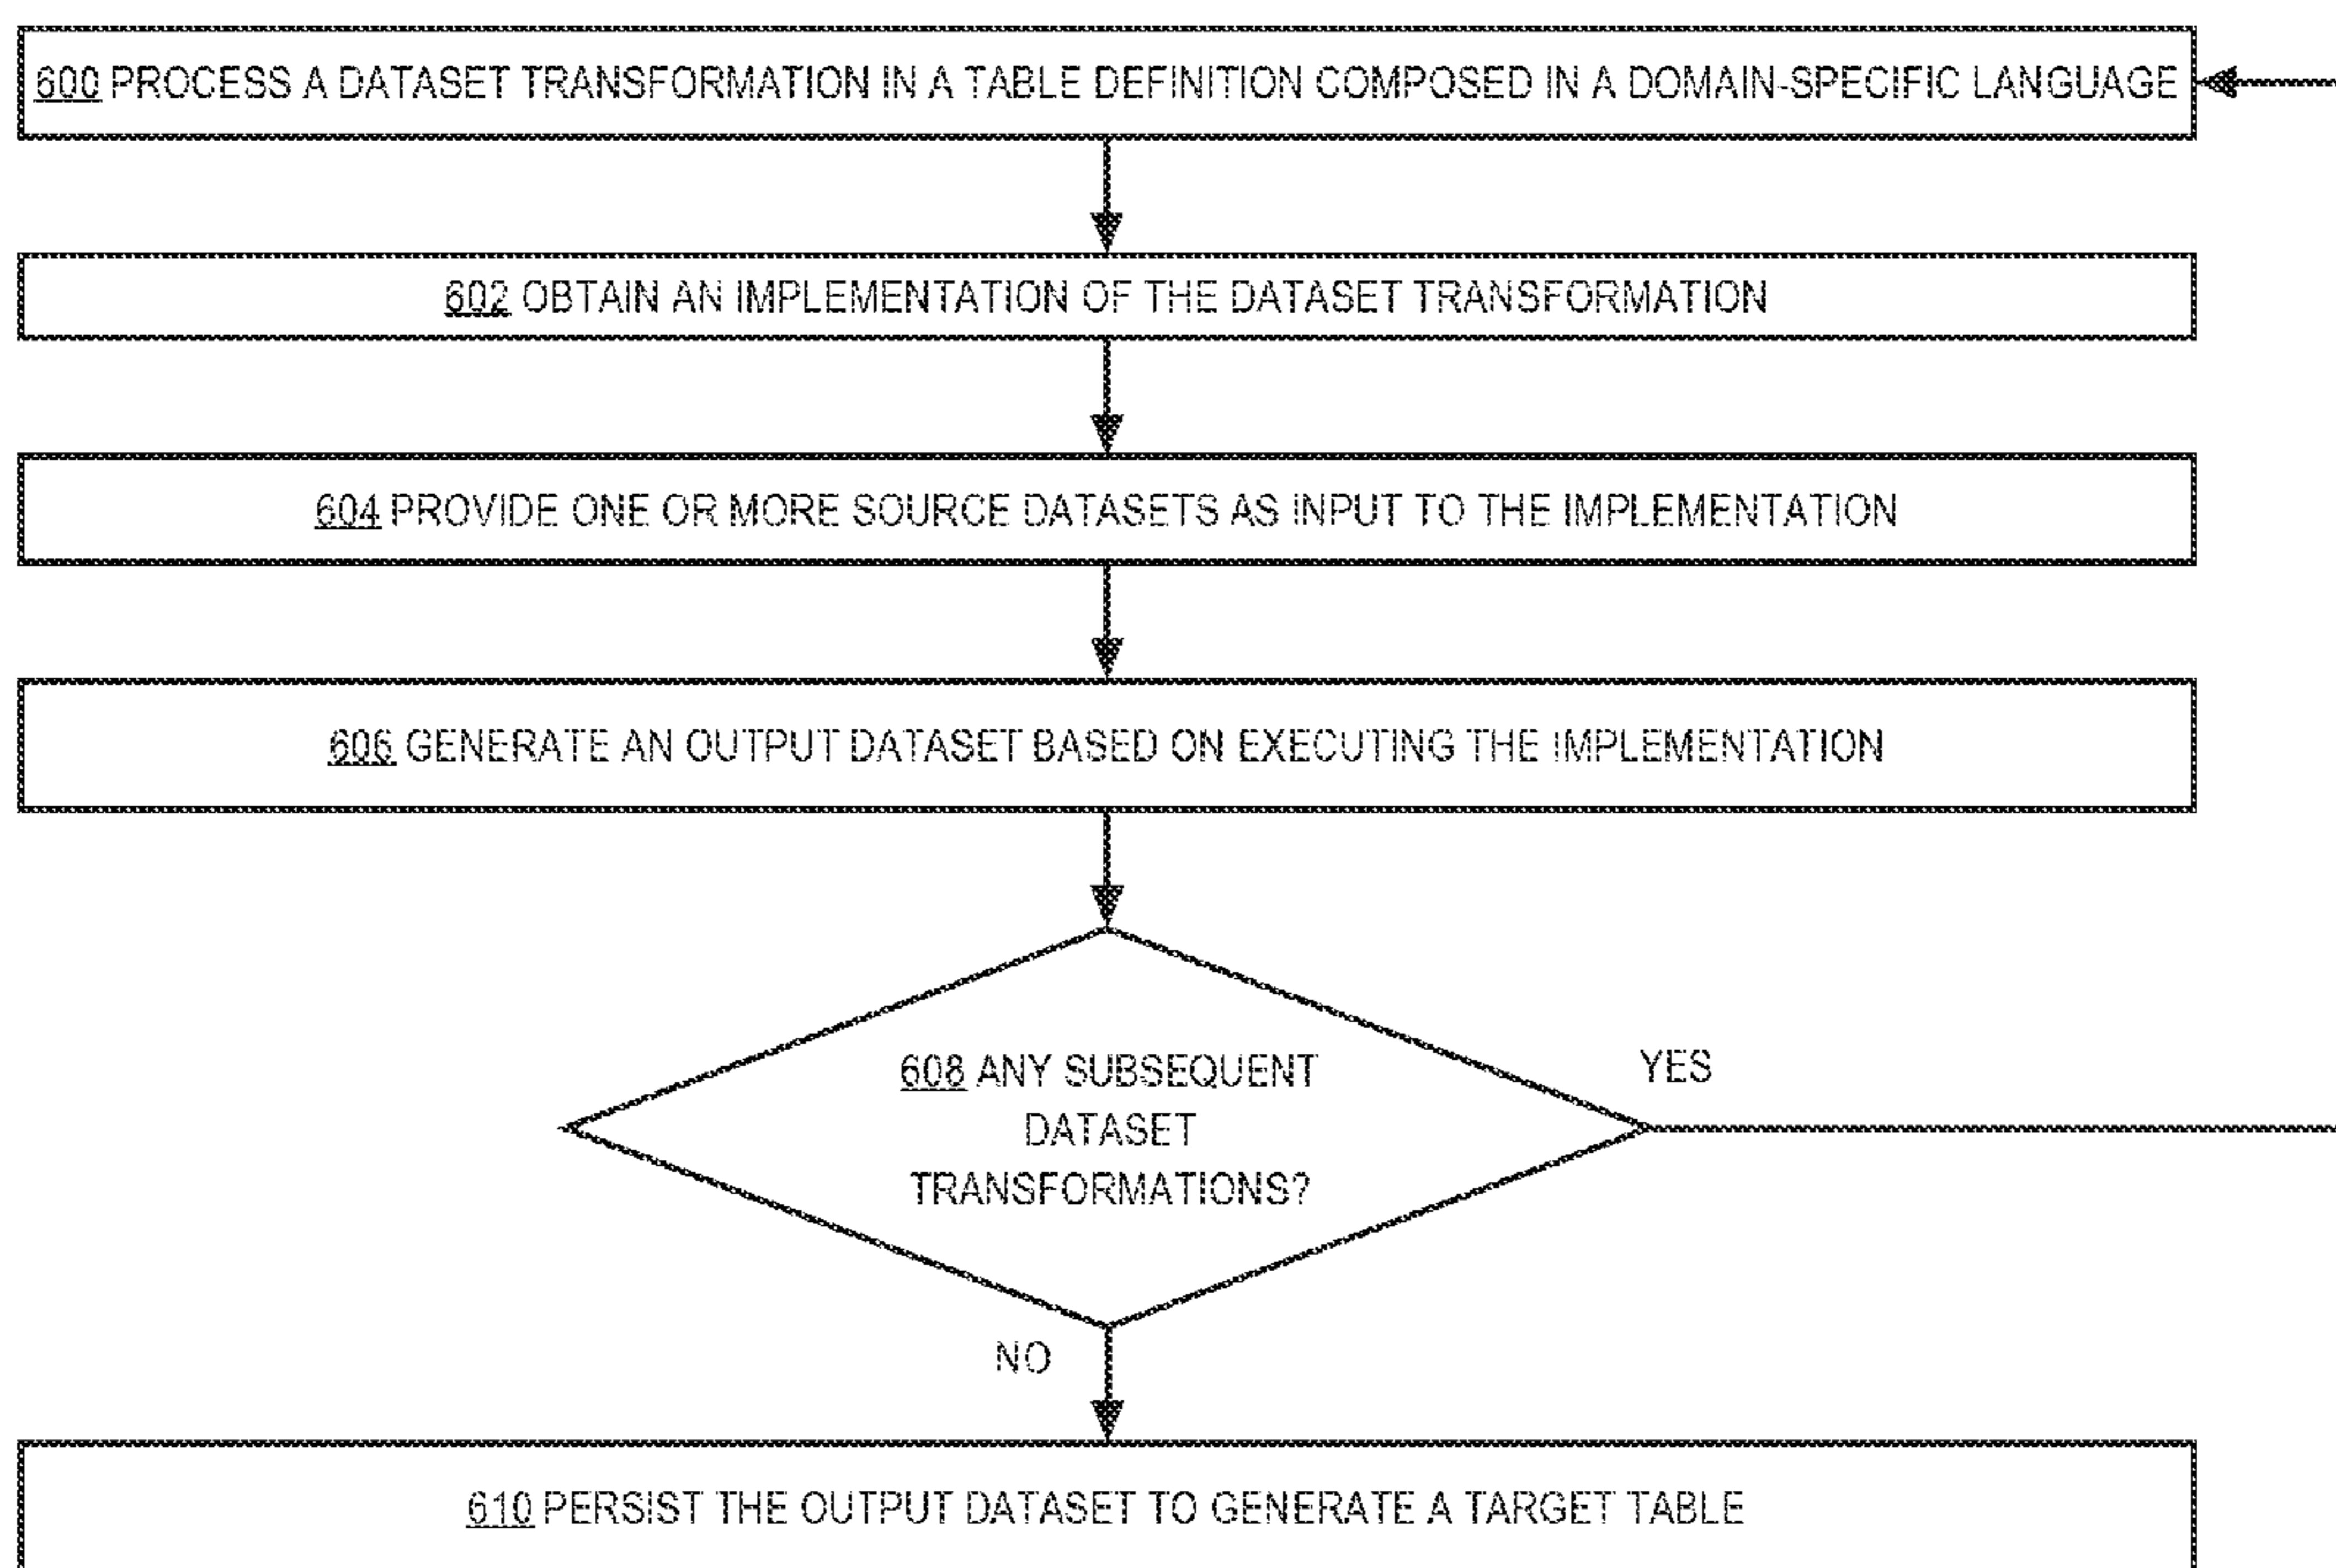 600 PROCESS A DATASET TRANSFORMATION IN A TABLE DEFINITION COMPOSED IN A DOMAIN-SPECIFIC LANGUAGE
602 OBTAIN AN IMPLEMENTATION OF THE DATASET TRANSFORMATION
604 PROVIDE ONE OR MORE SOURCE DATASETS AS INPUT TO THE IMPLEMENTATION
606 GENERATE AN OUTPUT DATASET BASED ON EXECUTING THE IMPLEMENTATION
608 ANY SUBSEQUENT
DATASET
TRANSFORMATIONS?
YES
NO
610 PERSIST THE OUTPUT DATASET TO GENERATE A TARGET TABLE